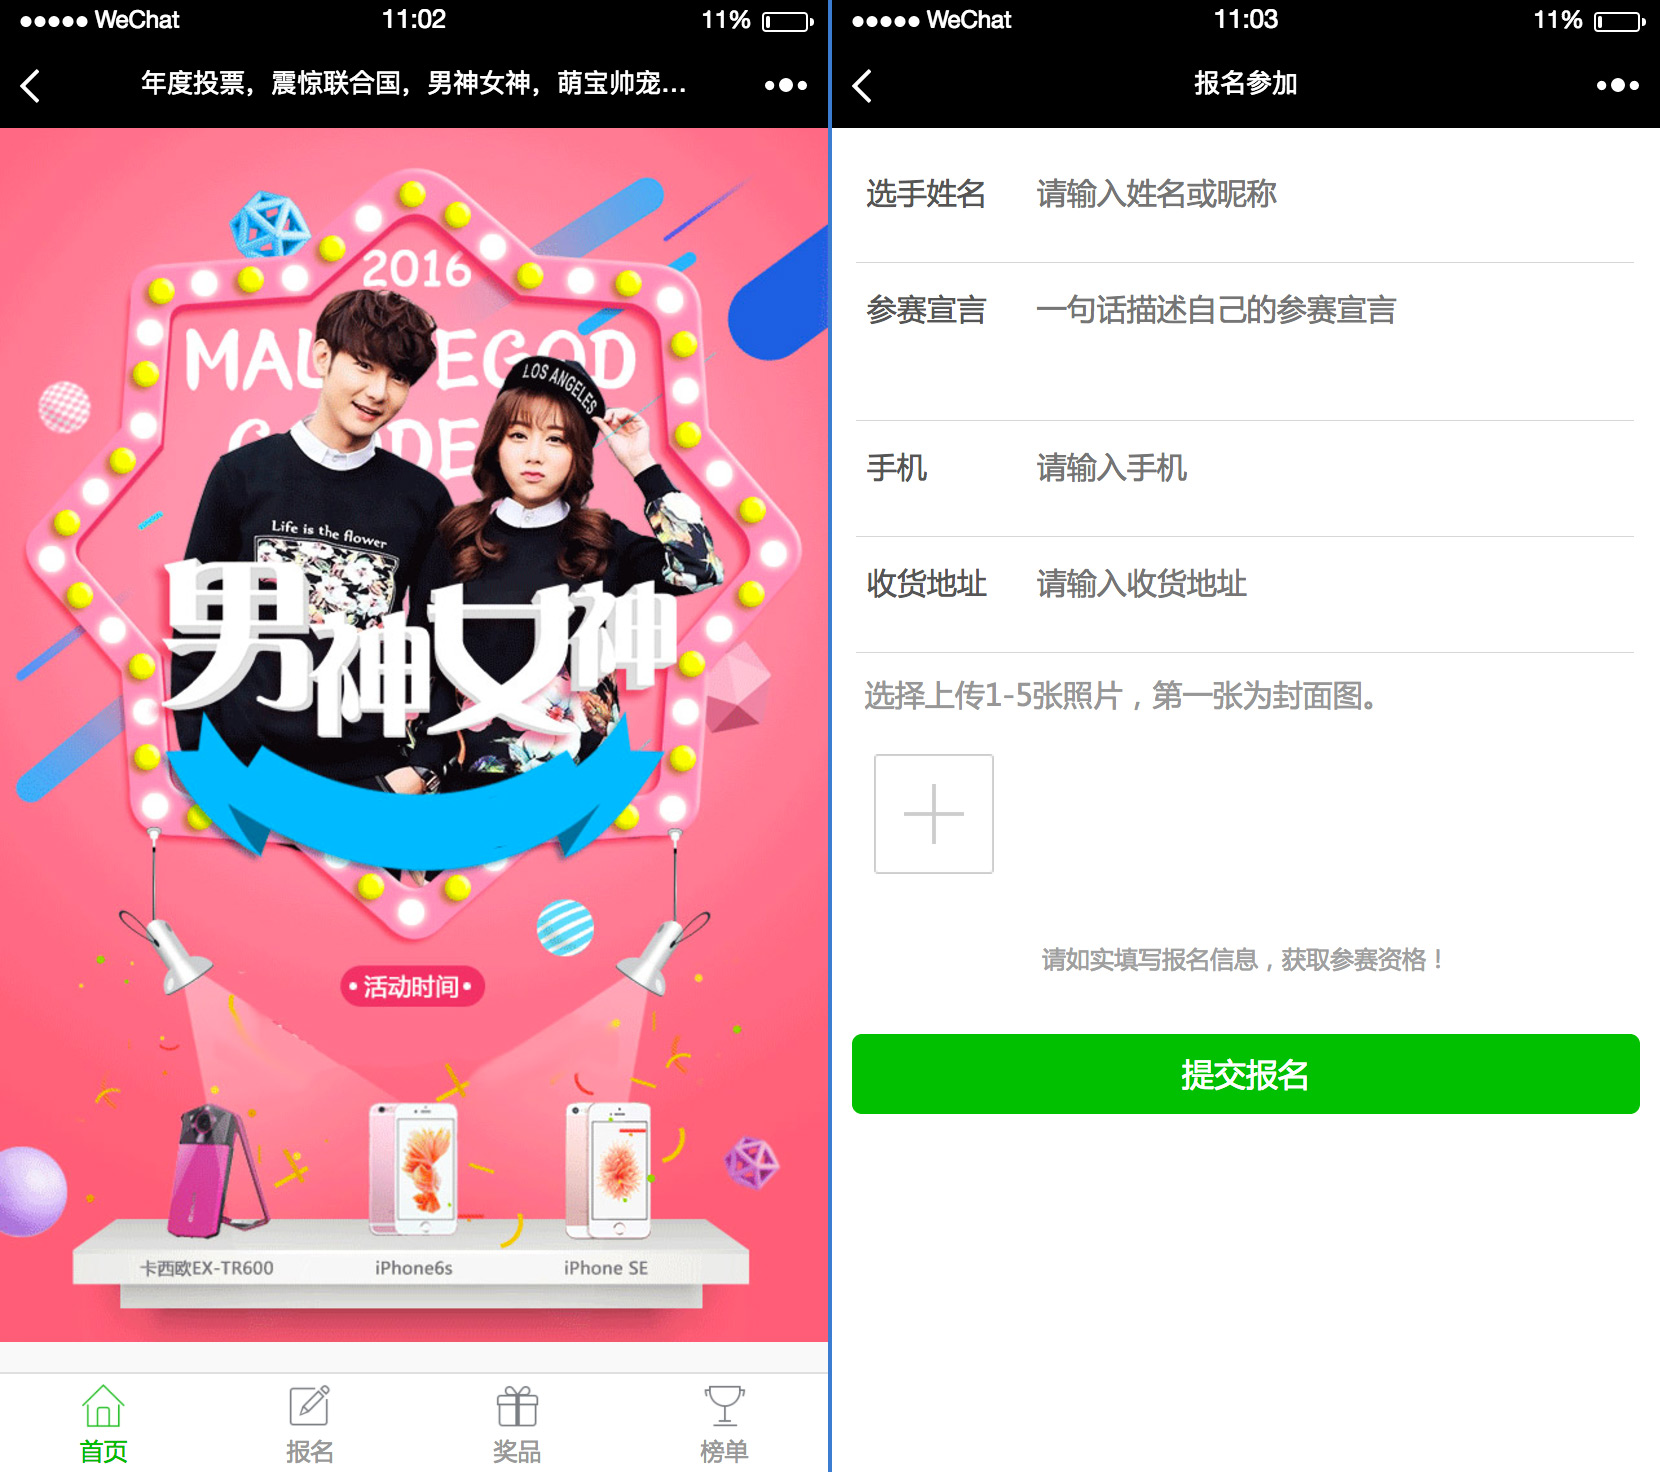 WeChat
11:02
11%
年度投票，震惊联合国，男神女神，萌宝帅宠...
2016
MAL EGOD
LOS ANGELES
G DDE
Life is the flower
男神女神
活动时间
卡西欧EX-TR600
iPhone6s
iPhone SE
首页
报名
奖品
榜单
WeChat
11:03
11%
报名参加
选手姓名
请输入姓名或昵称
参赛宣言
一句话描述自己的参赛宣言
手机
请输入手机
收货地址
请输入收货地址
选择上传1-5张照片，第一张为封面图。
请如实填写报名信息，获取参赛资格！
提交报名